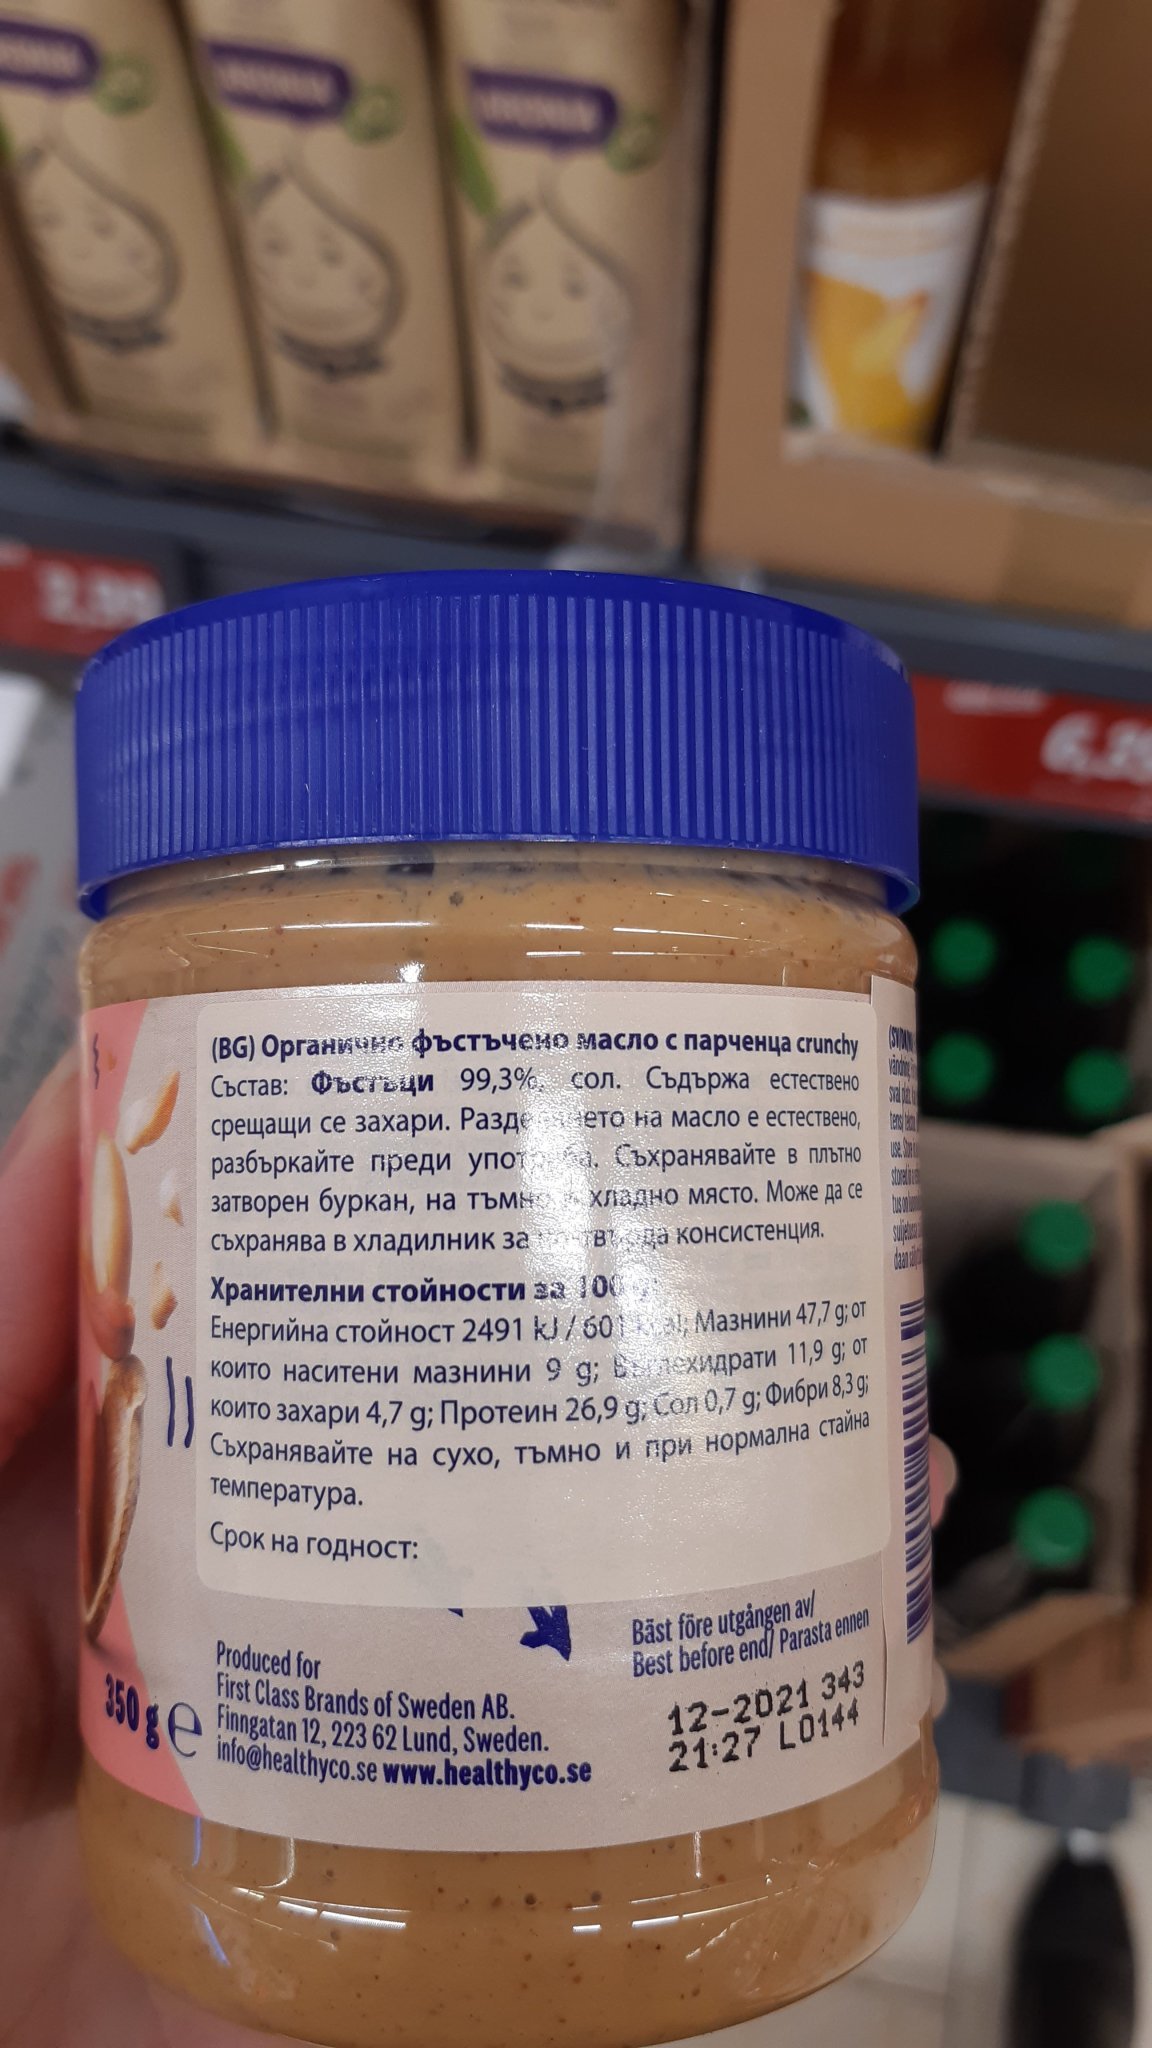 (BG) Органично фъстъчено масло с парченца crunchy
Състав: Фъстъци 99,3%, сол. Съдържа естествено
срещащи се захари. на масло е естествено,
разбъркайте преди употреба. Съхранявайте в плътно
затворен буркан, на тъмно и хладно място. Може да се
съхранява в хладилник за консистенция.
Хранителни стойности за 100 g:
Енергийна стойност 2491 kJ / 601 kcal; Мазнини 47,7 g; от
които наситени мазнини 9 g; Въглехидрати 11,9 g; от
които захари 4,7 g; Протеин 26,9 g; Сол 0,7 g; Фибри 8,3 g;
Съхранявайте на сухо, тъмно и при нормална стайна
температура.
Срок на годност:
Bäst före utgången av/
Best before end/ Parasta ennen
12-2021 343
21:27 L0144
350 g e
Produced for
First Class Brands of Sweden AB.
Finngatan 12, 223 62 Lund, Sweden.
info@healthyco.se www.healthyco.se
3.99